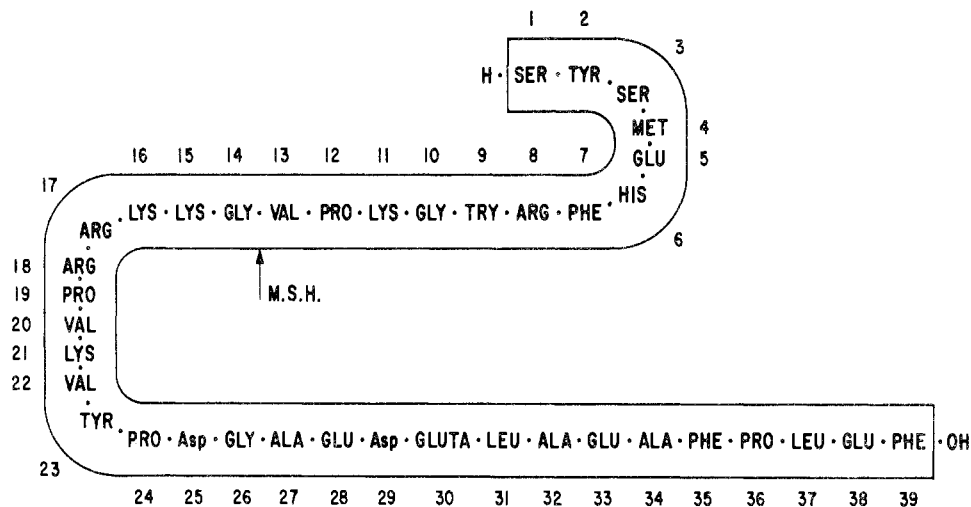 1 2
3
H · SER · TYR ·
SER ·
MET 4
GLU 5
HIS
6
16 15 14 13 12 11 10 9 8 7
17
ARG · LYS · LYS · GLY · VAL · PRO · LYS · GLY · TRY · ARG · PHE ·
18 ARG
19 PRO
M.S.H.
20 VAL
21 LYS
22 VAL
TYR · PRO · Asp · GLY · ALA · GLU · Asp · GLUTA · LEU · ALA · GLU · ALA · PHE · PRO · LEU · GLU · PHE · OH
23
24 25 26 27 28 29 30 31 32 33 34 35 36 37 38 39